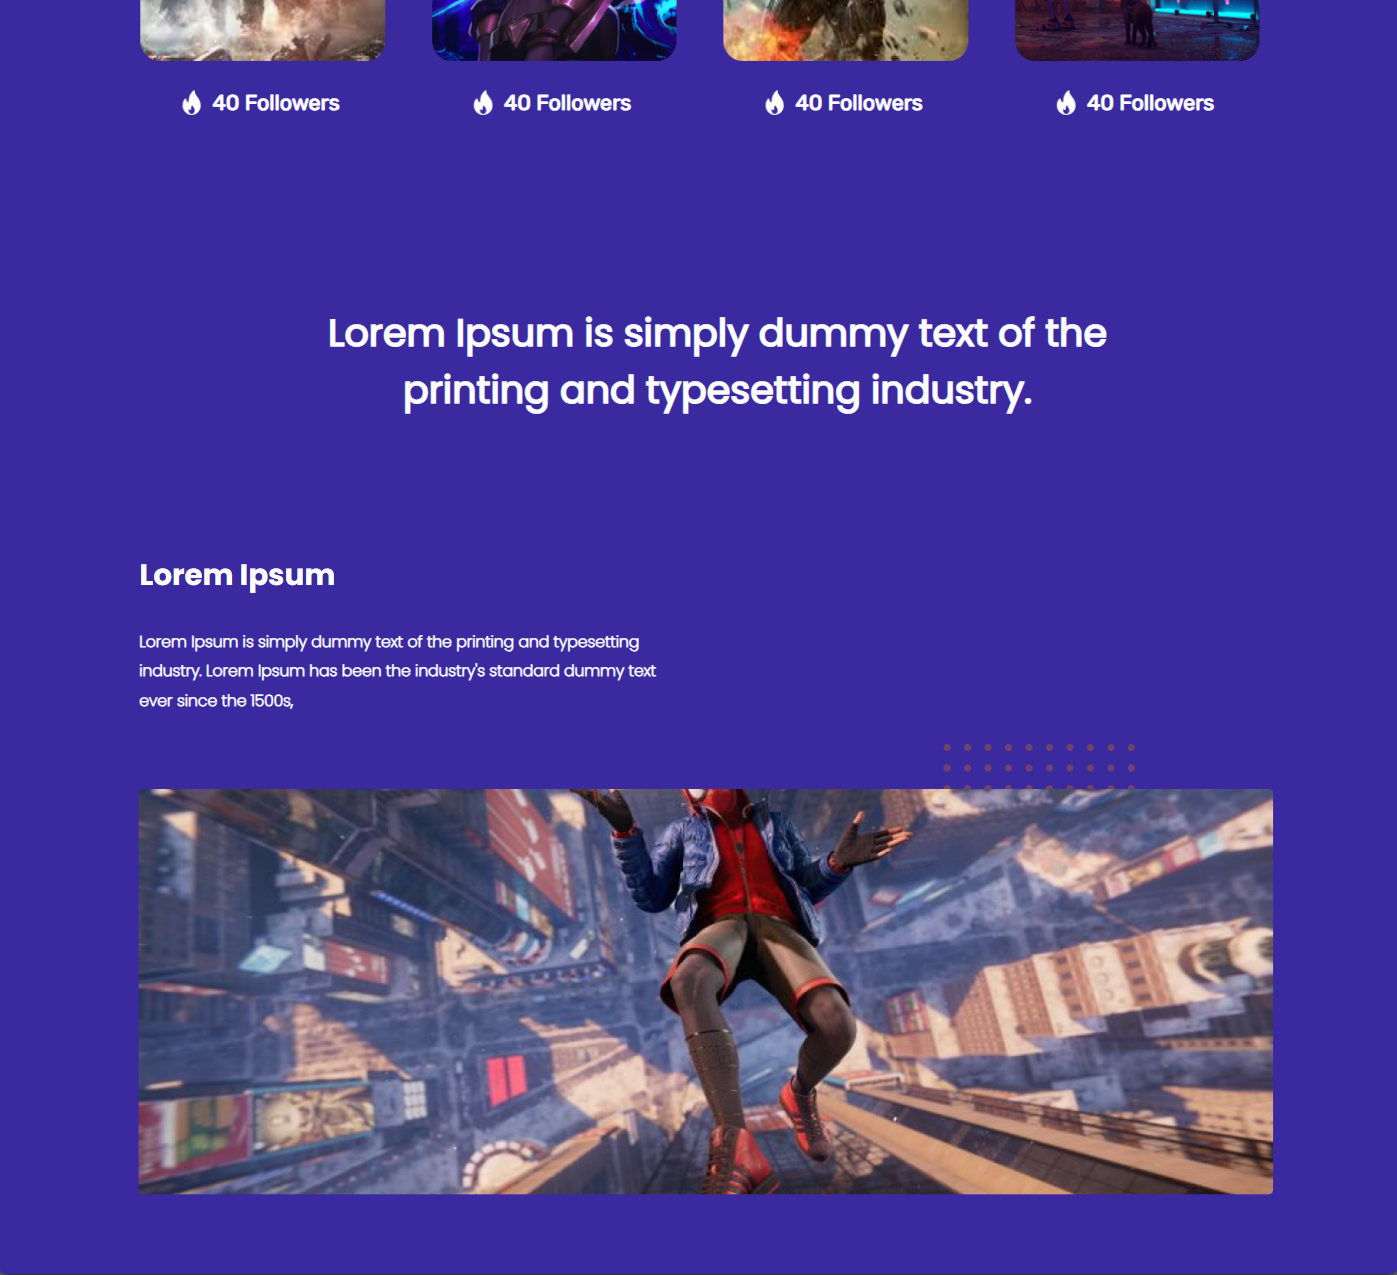 40 Followers 40 Followers 40 Followers 40 Followers
Lorem Ipsum is simply dummy text of the
printing and typesetting industry.
Lorem Ipsum
Lorem Ipsum is simply dummy text of the printing and typesetting
industry. Lorem Ipsum has been the industry's standard dummy text
ever since the 1500s,